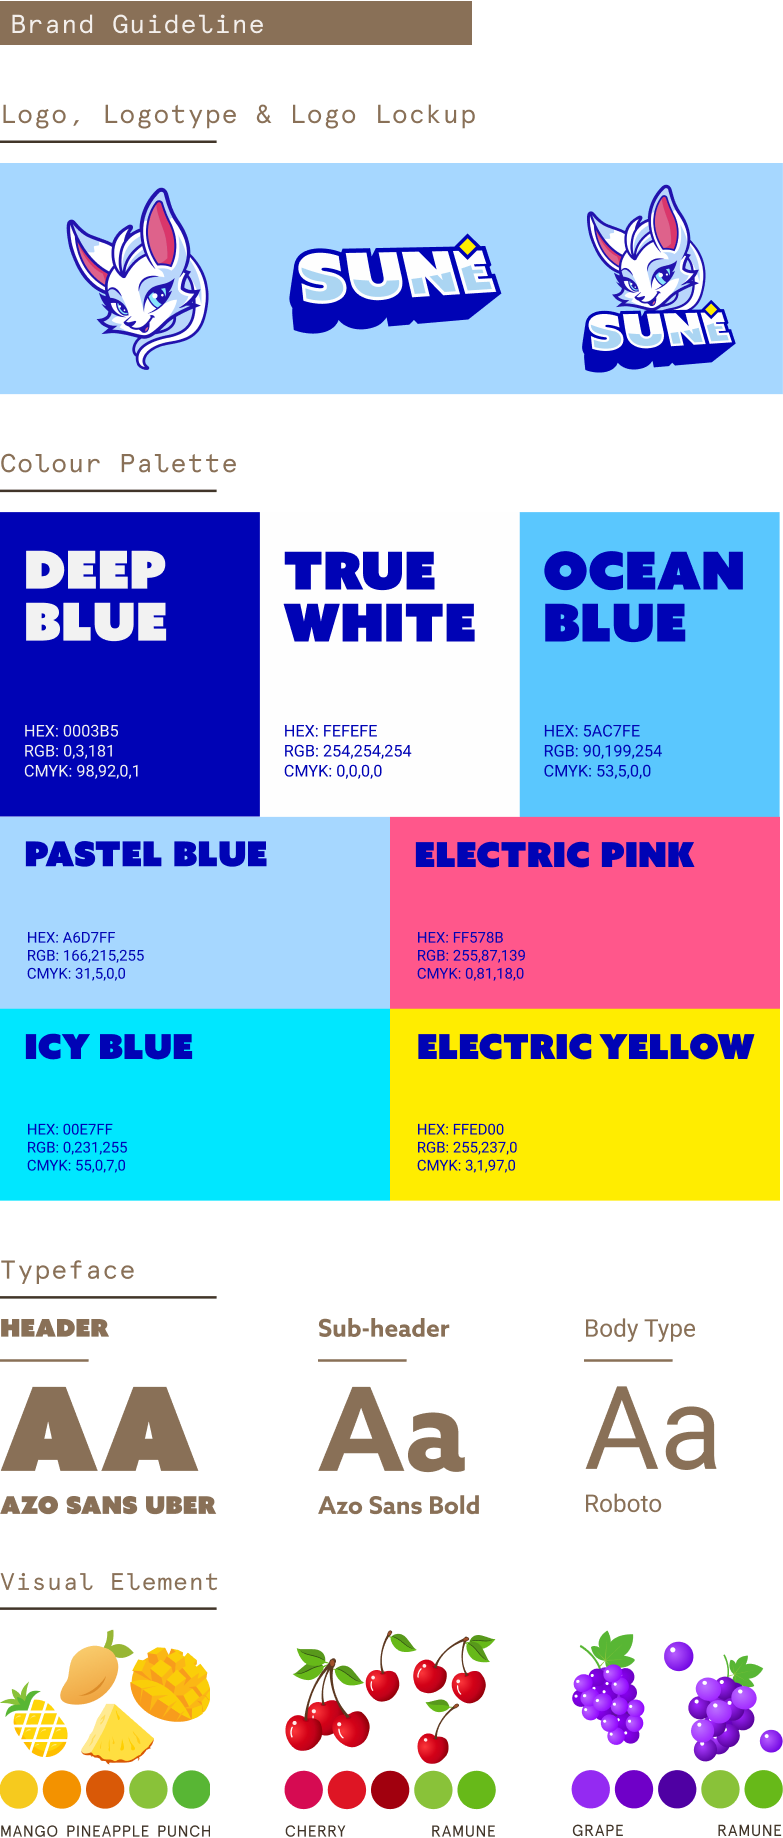 Brand Guideline
Logo, Logotype & Logo Lockup
SUNÉ
SUNÉ
Colour Palette
DEEP
BLUE
HEX: 0003B5
RGB: 0,3,181
CMYK: 98,92,0,1
TRUE
WHITE
HEX: FEFEFE
RGB: 254,254,254
CMYK: 0,0,0,0
OCEAN
BLUE
HEX: 5AC7FE
RGB: 90,199,254
CMYK: 53,5,0,0
PASTEL BLUE
HEX: A6D7FF
RGB: 166,215,255
CMYK: 31,5,0,0
ELECTRIC PINK
HEX: FF578B
RGB: 255,87,139
CMYK: 0,81,18,0
ICY BLUE
HEX: 00E7FF
RGB: 0,231,255
CMYK: 55,0,7,0
ELECTRIC YELLOW
HEX: FFED00
RGB: 255,237,0
CMYK: 3,1,97,0
Typeface
HEADER
AA
AZO SANS UBER
Sub-header
Aa
Azo Sans Bold
Body Type
Aa
Roboto
Visual Element
MANGO PINEAPPLE PUNCH
CHERRY RAMUNE
GRAPE RAMUNE